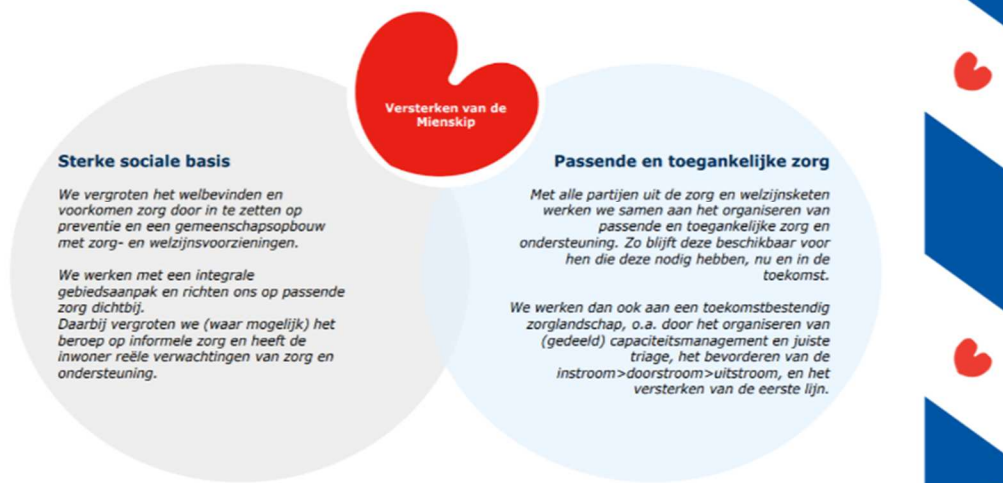 Versterken van de
Mienskip
Sterke sociale basis
We vergroten het welbevinden en
voorkomen zorg door in te zetten op
preventie en een gemeenschapsopbouw
met zorg- en welzijnsvoorzieningen.
We werken met een integrale
gebiedsaanpak en richten ons op passende
zorg dichtbij.
Daarbij vergroten we (waar mogelijk) het
beroep op informele zorg en heeft de
inwoner reële verwachtingen van zorg en
ondersteuning.
Passende en toegankelijke zorg
Met alle partijen uit de zorg en welzijnsketen
werken we samen aan het organiseren van
passende en toegankelijke zorg en
ondersteuning. Zo blijft deze beschikbaar voor
hen die deze nodig hebben, nu en in de
toekomst.
We werken dan ook aan een toekomstbestendig
zorglandschap, o.a. door het organiseren van
(gedeeld) capaciteitsmanagement en juiste
triage, het bevorderen van de
instroom>doorstroom>uitstroom, en het
versterken van de eerste lijn.